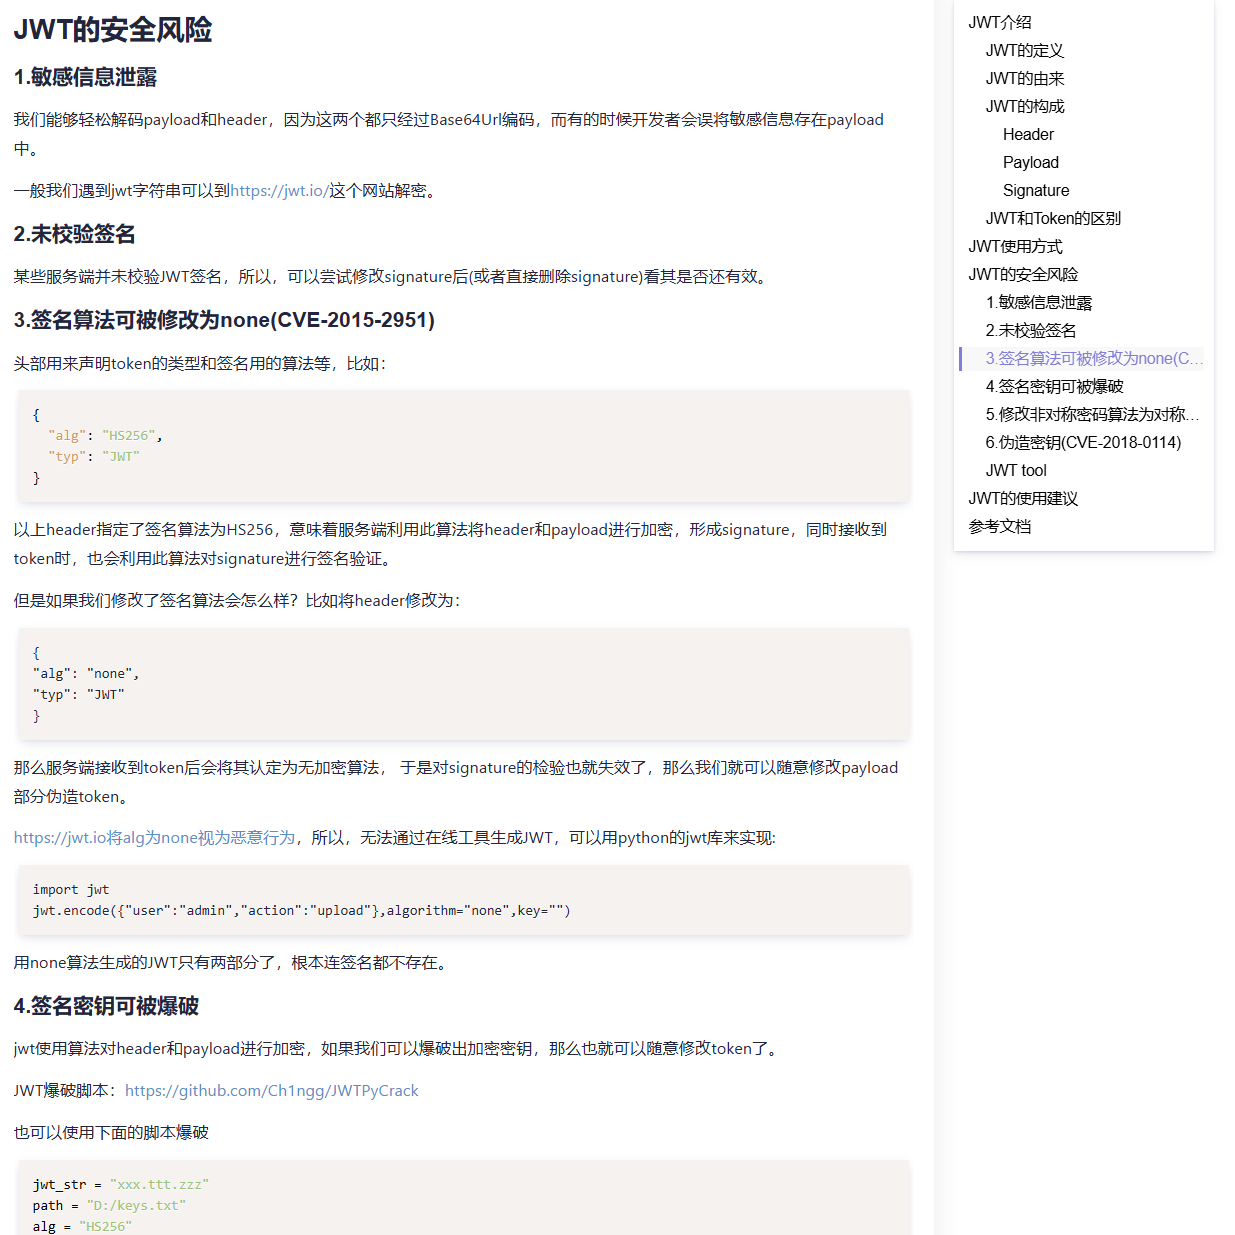 JWT的安全风险
1.敏感信息泄露
我们能够轻松解码payload和header，因为这两个都只经过Base64Url编码，而有的时候开发者会误将敏感信息存在payload
中。
一般我们遇到jwt字符串可以到https://jwt.io/这个网站解密。
2.未校验签名
某些服务端并未校验JWT签名，所以，可以尝试修改signature后(或者直接删除signature)看其是否还有效。
3.签名算法可被修改为none(CVE-2015-2951)
头部用来声明token的类型和签名用的算法等，比如：
{
  "alg": "HS256",
  "typ": "JWT"
}
以上header指定了签名算法为HS256，意味着服务端利用此算法将header和payload进行加密，形成signature，同时接收到
token时，也会利用此算法对signature进行签名验证。
但是如果我们修改了签名算法会怎么样？比如将header修改为：
{
"alg": "none",
"typ": "JWT"
}
那么服务端接收到token后会将其认定为无加密算法， 于是对signature的检验也就失效了，那么我们就可以随意修改payload
部分伪造token。
https://jwt.io将alg为none视为恶意行为，所以，无法通过在线工具生成JWT，可以用python的jwt库来实现:
import jwt
jwt.encode({"user":"admin","action":"upload"},algorithm="none",key="")
用none算法生成的JWT只有两部分了，根本连签名都不存在。
4.签名密钥可被爆破
jwt使用算法对header和payload进行加密，如果我们可以爆破出加密密钥，那么也就可以随意修改token了。
JWT爆破脚本：https://github.com/Ch1ngg/JWTPyCrack
也可以使用下面的脚本爆破
jwt_str = "xxx.ttt.zzz"
path = "D:/keys.txt"
alg = "HS256"
JWT介绍
JWT的定义
JWT的由来
JWT的构成
Header
Payload
Signature
JWT和Token的区别
JWT使用方式
JWT的安全风险
1.敏感信息泄露
2.未校验签名
3.签名算法可被修改为none(C...
4.签名密钥可被爆破
5.修改非对称密码算法为对称...
6.伪造密钥(CVE-2018-0114)
JWT tool
JWT的使用建议
参考文档